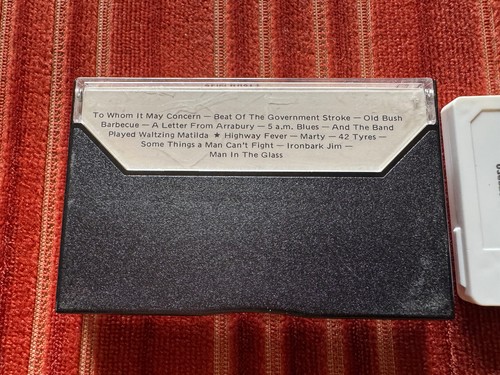 To Whom It May Concern — Beat Of The Government Stroke — Old Bush
Barbecue — A Letter From Arrabury — 5 a.m. Blues — And The Band
Played Waltzing Matilda ★ Highway Fever — Marty — 42 Tyres —
Some Things a Man Can't Fight — Ironbark Jim —
Man In The Glass